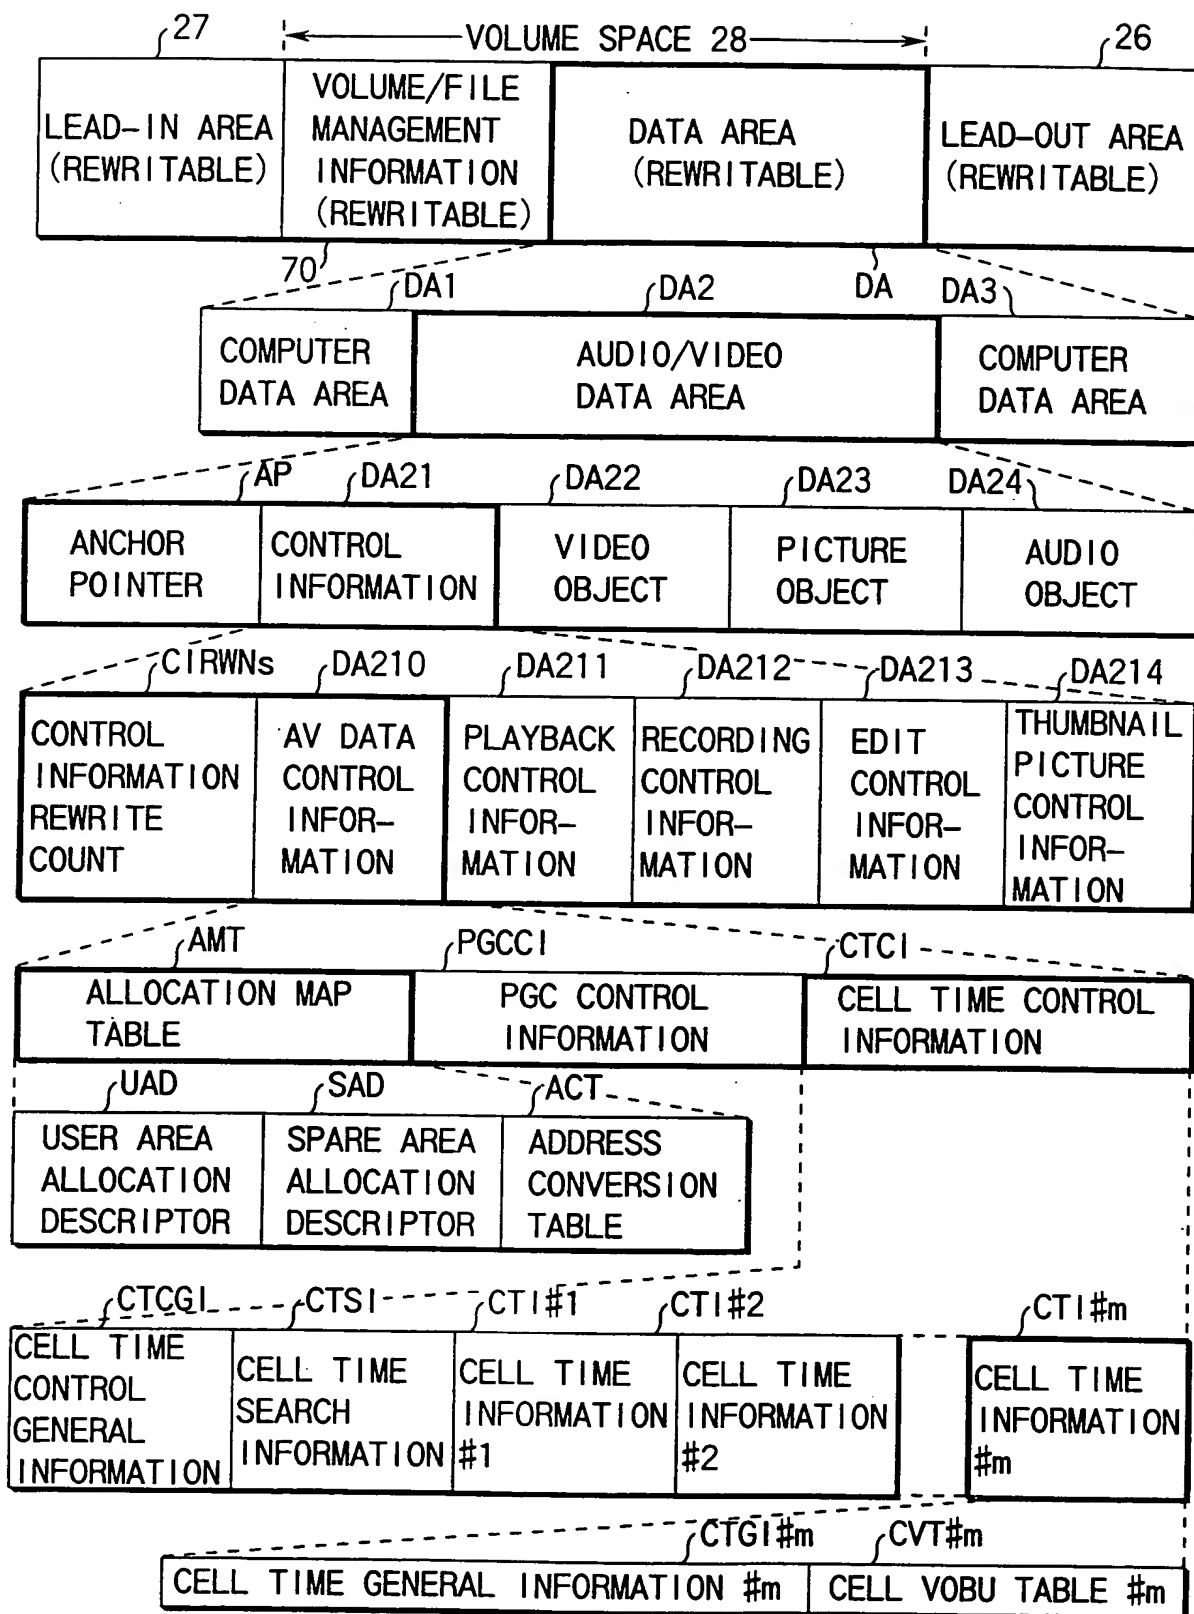 27
VOLUME SPACE 28
26
LEAD-IN AREA
(REWRITABLE)
VOLUME/FILE
MANAGEMENT
INFORMATION
(REWRITABLE)
DATA AREA
(REWRITABLE)
LEAD-OUT AREA
(REWRITABLE)
70
DA1
DA2
DA
DA3
COMPUTER
DATA AREA
AUDIO/VIDEO
DATA AREA
COMPUTER
DATA AREA
AP
DA21
DA22
DA23
DA24
ANCHOR
POINTER
CONTROL
INFORMATION
VIDEO
OBJECT
PICTURE
OBJECT
AUDIO
OBJECT
CIRWNs
DA210
DA211
DA212
DA213
DA214
CONTROL
INFORMATION
REWRITE
COUNT
AV DATA
CONTROL
INFOR-
MATION
PLAYBACK
CONTROL
INFOR-
MATION
RECORDING
CONTROL
INFOR-
MATION
EDIT
CONTROL
INFOR-
MATION
THUMBNAIL
PICTURE
CONTROL
INFOR-
MATION
AMT
PGCCI
CTCI
ALLOCATION MAP
TABLE
PGC CONTROL
INFORMATION
CELL TIME CONTROL
INFORMATION
UAD
SAD
ACT
USER AREA
ALLOCATION
DESCRIPTOR
SPARE AREA
ALLOCATION
DESCRIPTOR
ADDRESS
CONVERSION
TABLE
CTCGI
CTSI
CTI#1
CTI#2
CTI#m
CELL TIME
CONTROL
GENERAL
INFORMATION
CELL TIME
SEARCH
INFORMATION
CELL TIME
INFORMATION
#1
CELL TIME
INFORMATION
#2
CELL TIME
INFORMATION
#m
CTGI#m
CVT#m
CELL TIME GENERAL INFORMATION #m
CELL VOBU TABLE #m